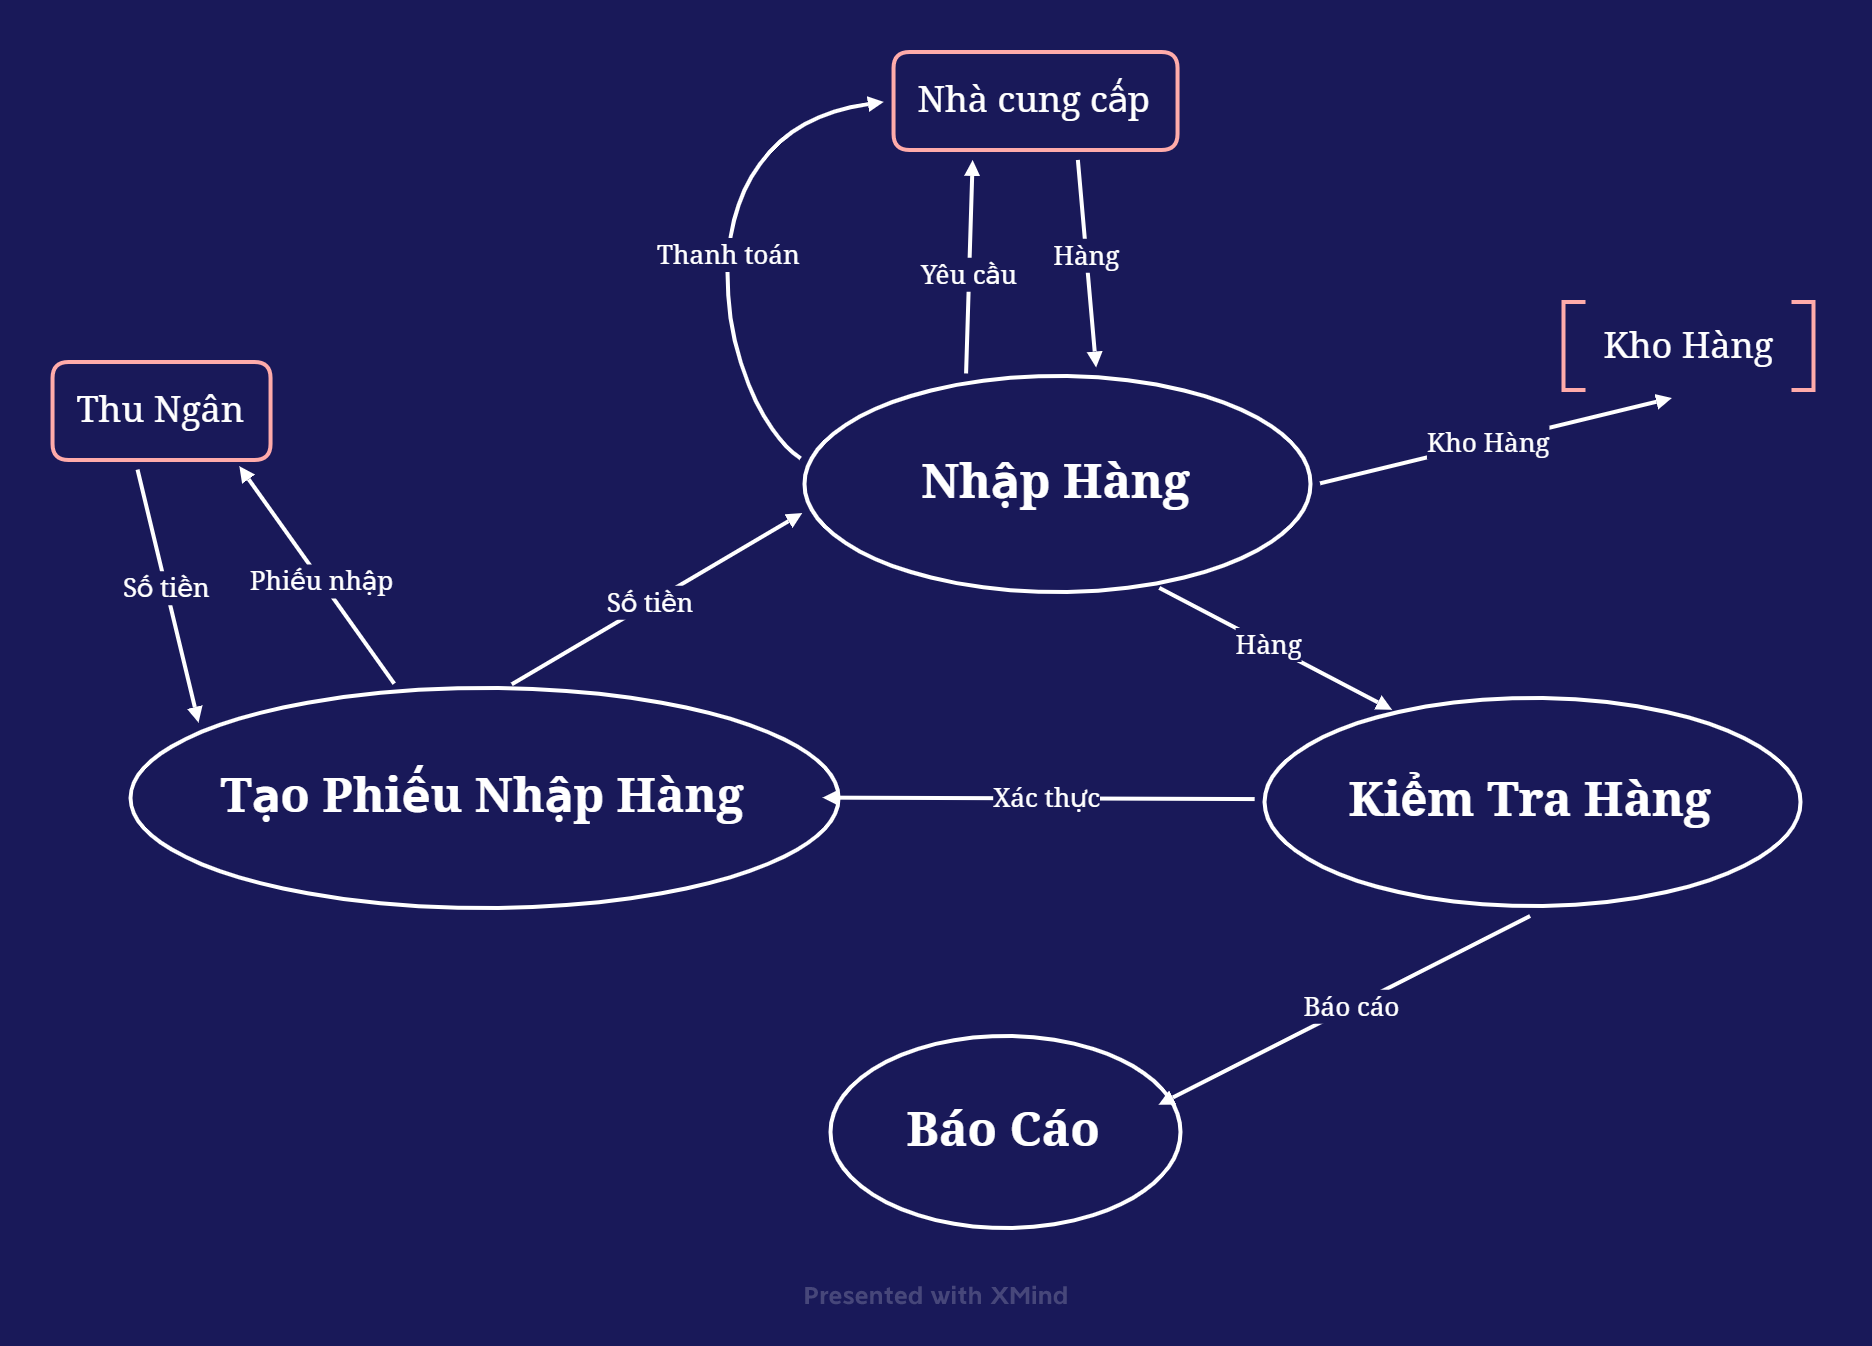 Nhà cung cấp
Thanh toán
Yêu cầu
Hàng
Kho Hàng
Thu Ngân
Kho Hàng
Nhập Hàng
Số tiền
Phiếu nhập
Số tiền
Hàng
Tạo Phiếu Nhập Hàng
Xác thực
Kiểm Tra Hàng
Báo cáo
Báo Cáo
Presented with XMind